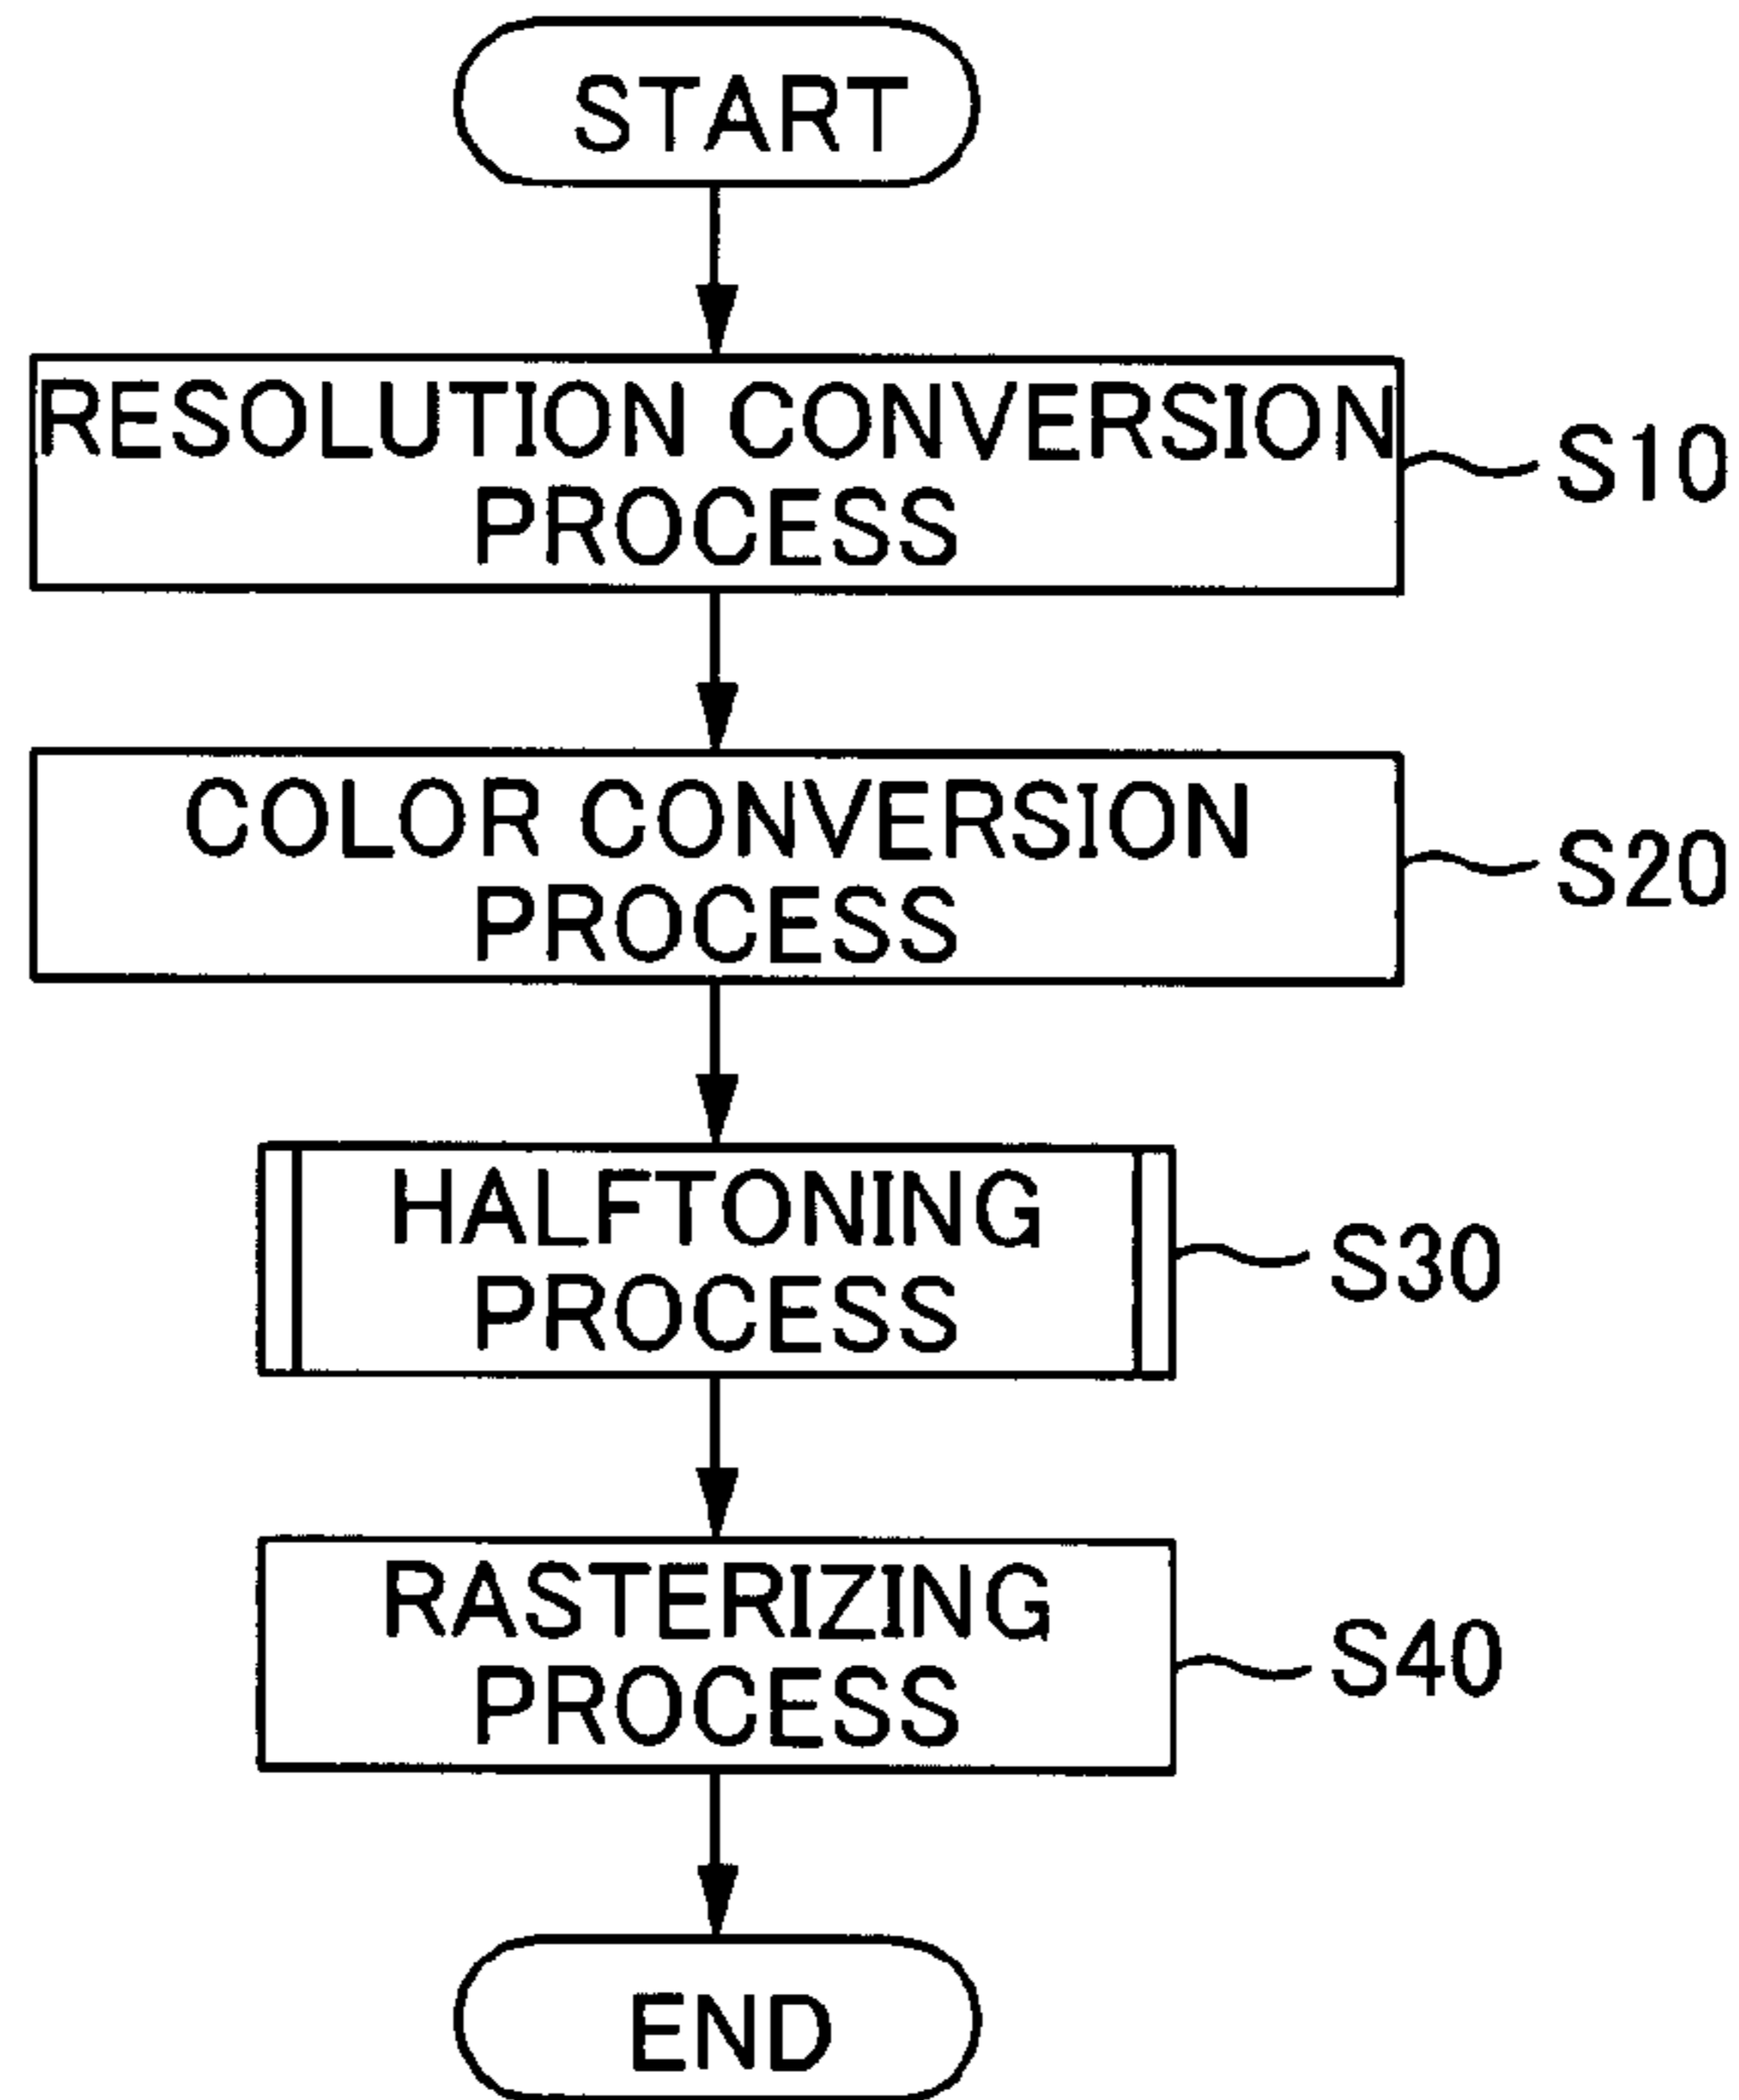 START
RESOLUTION CONVERSION
PROCESS
S10
COLOR CONVERSION
PROCESS
S20
HALFTONING
PROCESS
S30
RASTERIZING
PROCESS
S40
END